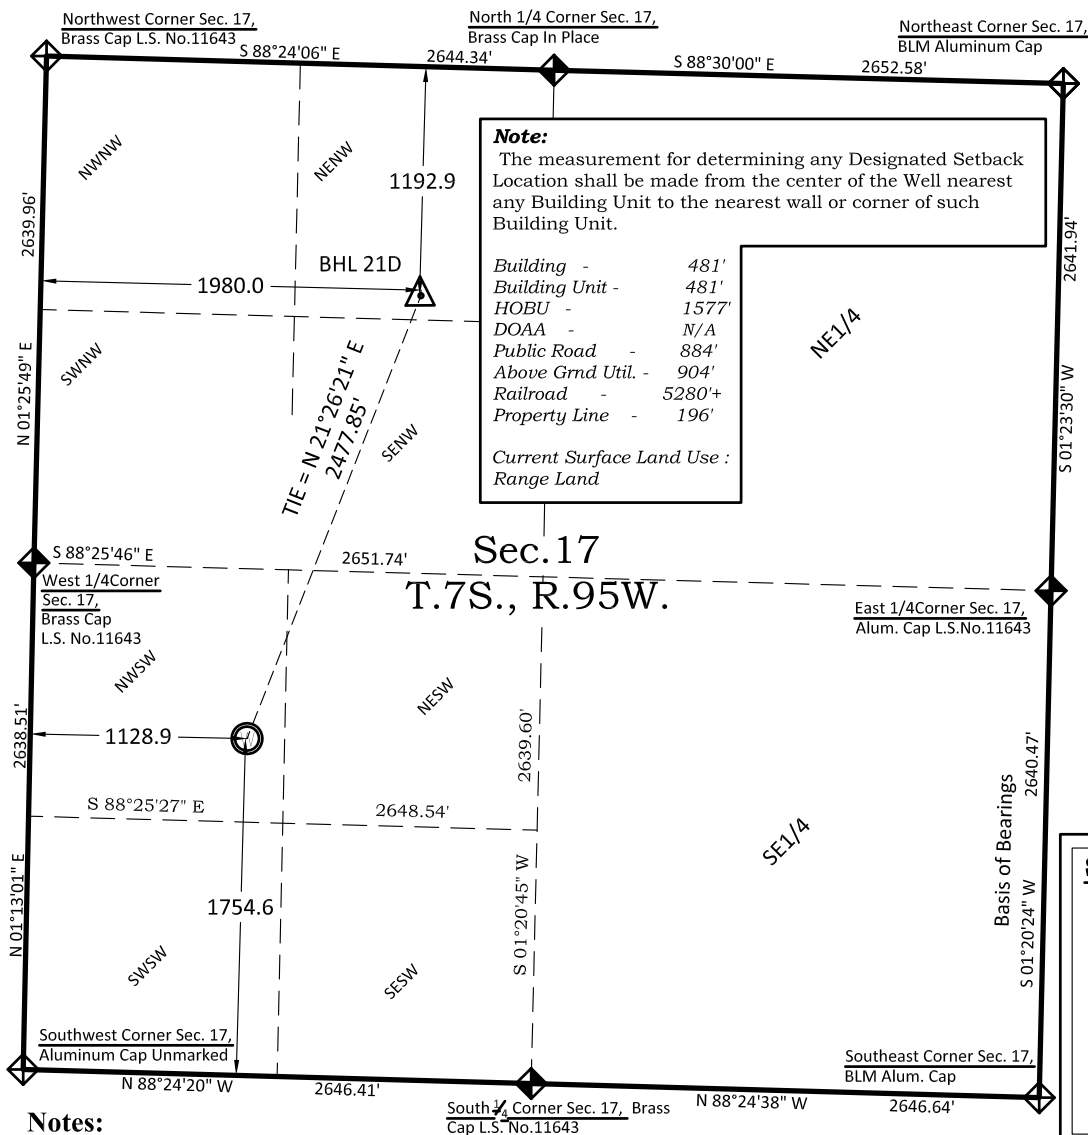 Northwest Corner Sec. 17,
Brass Cap L.S. No.11643
North 1/4 Corner Sec. 17,
Brass Cap In Place
Northeast Corner Sec. 17,
BLM Aluminum Cap
S 88°24'06" E
2644.34'
S 88°30'00" E
2652.58'
NWNW
NENW
1192.9
Note:
The measurement for determining any Designated Setback
Location shall be made from the center of the Well nearest
any Building Unit to the nearest wall or corner of such
Building Unit.
Building - 481'
Building Unit - 481'
HOBU - 1577'
DOAA - N/A
Public Road - 884'
Above Grnd Util. - 904'
Railroad - 5280'+
Property Line - 196'
Current Surface Land Use :
Range Land
2639.96'
2641.94'
BHL 21D
1980.0
NE1/4
SWNW
N 01°25'49" E
TIE = N 21°26'21" E
2477.85'
SENW
S 01°23'30" W
S 88°25'46" E
2651.74'
Sec.17
T.7S., R.95W.
West 1/4Corner
Sec. 17,
Brass Cap
L.S. No.11643
East 1/4Corner Sec. 17,
Alum. Cap L.S.No.11643
NWSW
NESW
2638.51'
1128.9
2639.60'
2640.47'
S 88°25'27" E
2648.54'
SE1/4
Basis of Bearings
N 01°13'01" E
1754.6
S 01°20'45" W
S 01°20'24" W
SWSW
SESW
Southwest Corner Sec. 17,
Aluminum Cap Unmarked
Southeast Corner Sec. 17,
BLM Alum. Cap
N 88°24'20" W
2646.41'
South 1/4 Corner Sec. 17, Brass
Cap L.S. No.11643
N 88°24'38" W
2646.64'
Notes: